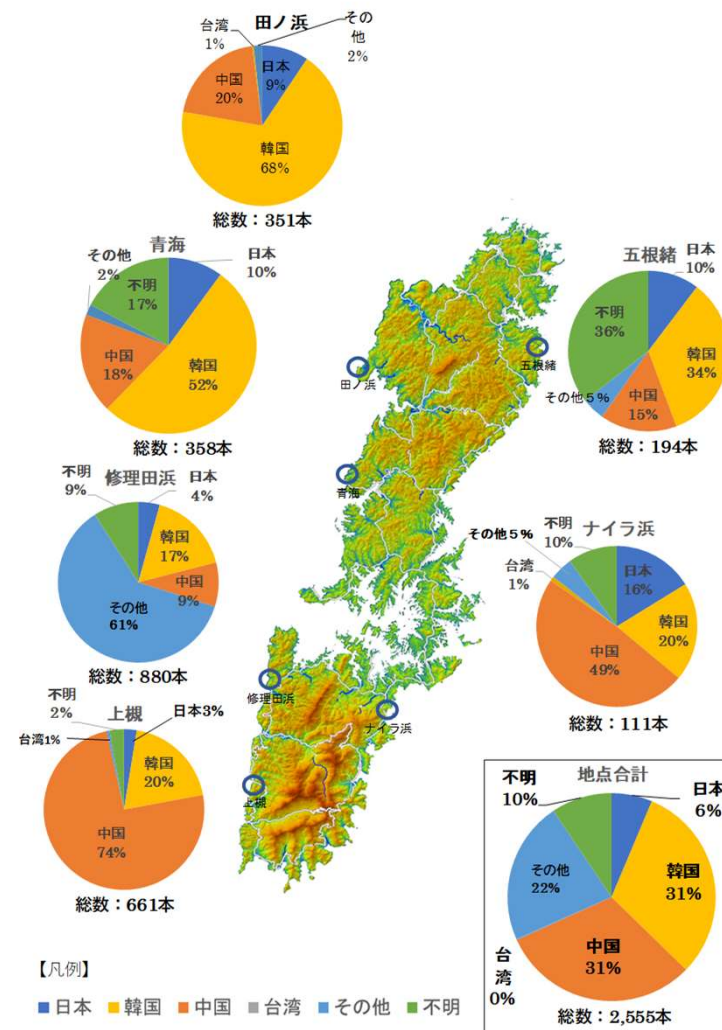 台湾
1%
田ノ浜
その
他
2%
日本
9%
中国
20%
韓国
68%
総数：351本
青海
その他
2%
不明
17%
日本
10%
中国
18%
韓国
52%
総数：358本
五根緒
日本
10%
不明
36%
韓国
34%
その他５%
中国
15%
総数：194本
五根緒
田ノ浜
青海
修理田浜
不明
9%
日本
4%
韓国
17%
中国
9%
その他
61%
総数：880本
ナイラ浜
その他５%
不明
10%
台湾
1%
日本
16%
韓国
20%
中国
49%
総数：111本
修理田浜
ナイラ浜
上槻
上槻
不明
2%
日本3%
台湾1%
韓国
20%
中国
74%
総数：661本
地点合計
不明
10%
日本
6%
その他
22%
韓国
31%
中国
31%
台
湾
0%
総数：2,555本
【凡例】
日本 韓国 中国 台湾 その他 不明